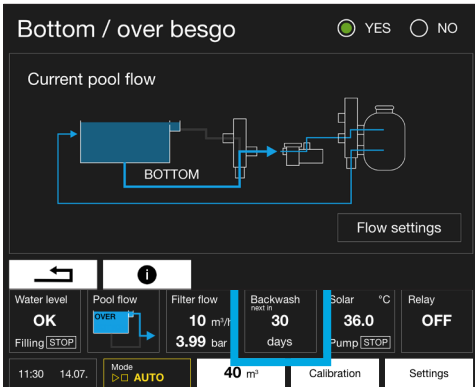 Bottom / over besgo YES NO
Current pool flow
BOTTOM
Flow settings
i
Water level Pool flow Filter flow Backwash Solar °C Relay
next in
OK OVER 10 m³/h 30 36.0 OFF
Filling STOP 3.99 bar days Pump STOP
11:30 14.07. Mode AUTO 40 m³ Calibration Settings